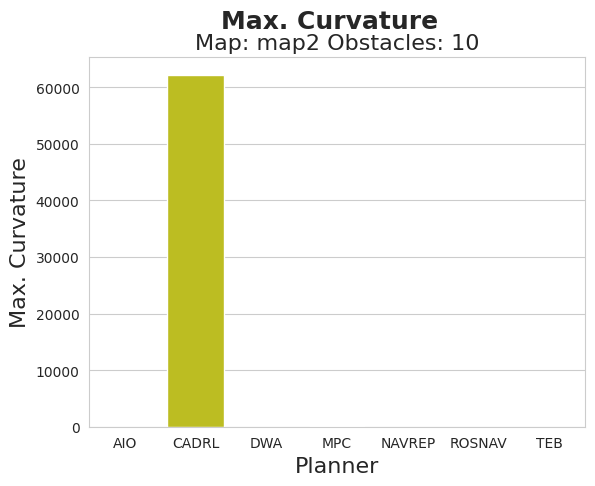 Max. Curvature
Map: map2 Obstacles: 10
60000
50000
40000
30000
20000
10000
0
Max. Curvature
AIO CADRL DWA MPC NAVREP ROSNAV TEB
Planner